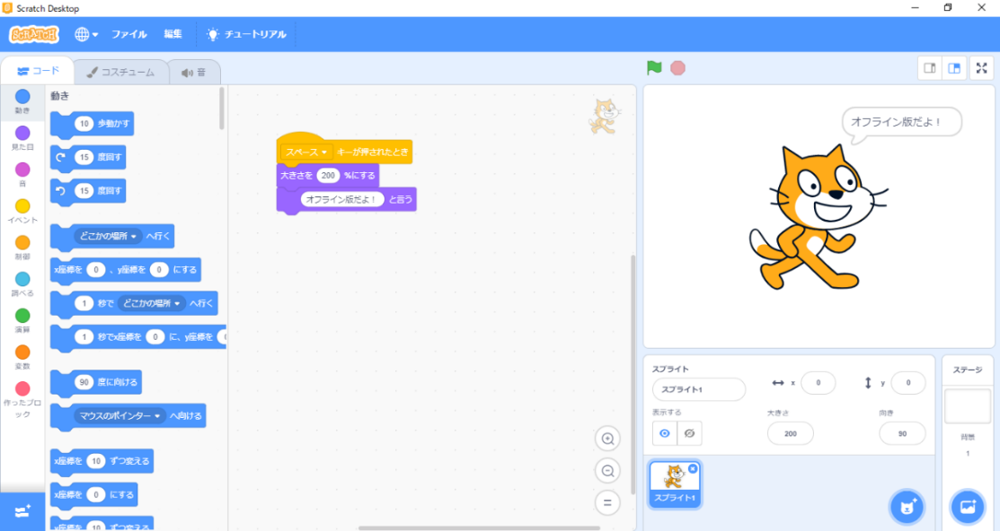 Scratch Desktop
SCRATCH
ファイル
編集
チュートリアル
コード
コスチューム
音
動き
見た目
音
イベント
制御
調べる
演算
変数
作ったブロック
動き
10 歩動かす
15 度回す
15 度回す
どこかの場所 へ行く
x座標を 0 、y座標を 0 にする
1 秒で どこかの場所 へ行く
1 秒でx座標を 0 に、y座標を
90 度に向ける
マウスのポインター へ向ける
x座標を 10 ずつ変える
x座標を 0 にする
y座標を 10 ずつ変える
スペース キーが押されたとき
大きさを 200 %にする
オフライン版だよ！ と言う
オフライン版だよ！
スプライト
スプライト1
x 0
y 0
表示する
大きさ
200
向き
90
スプライト1
ステージ
背景
1